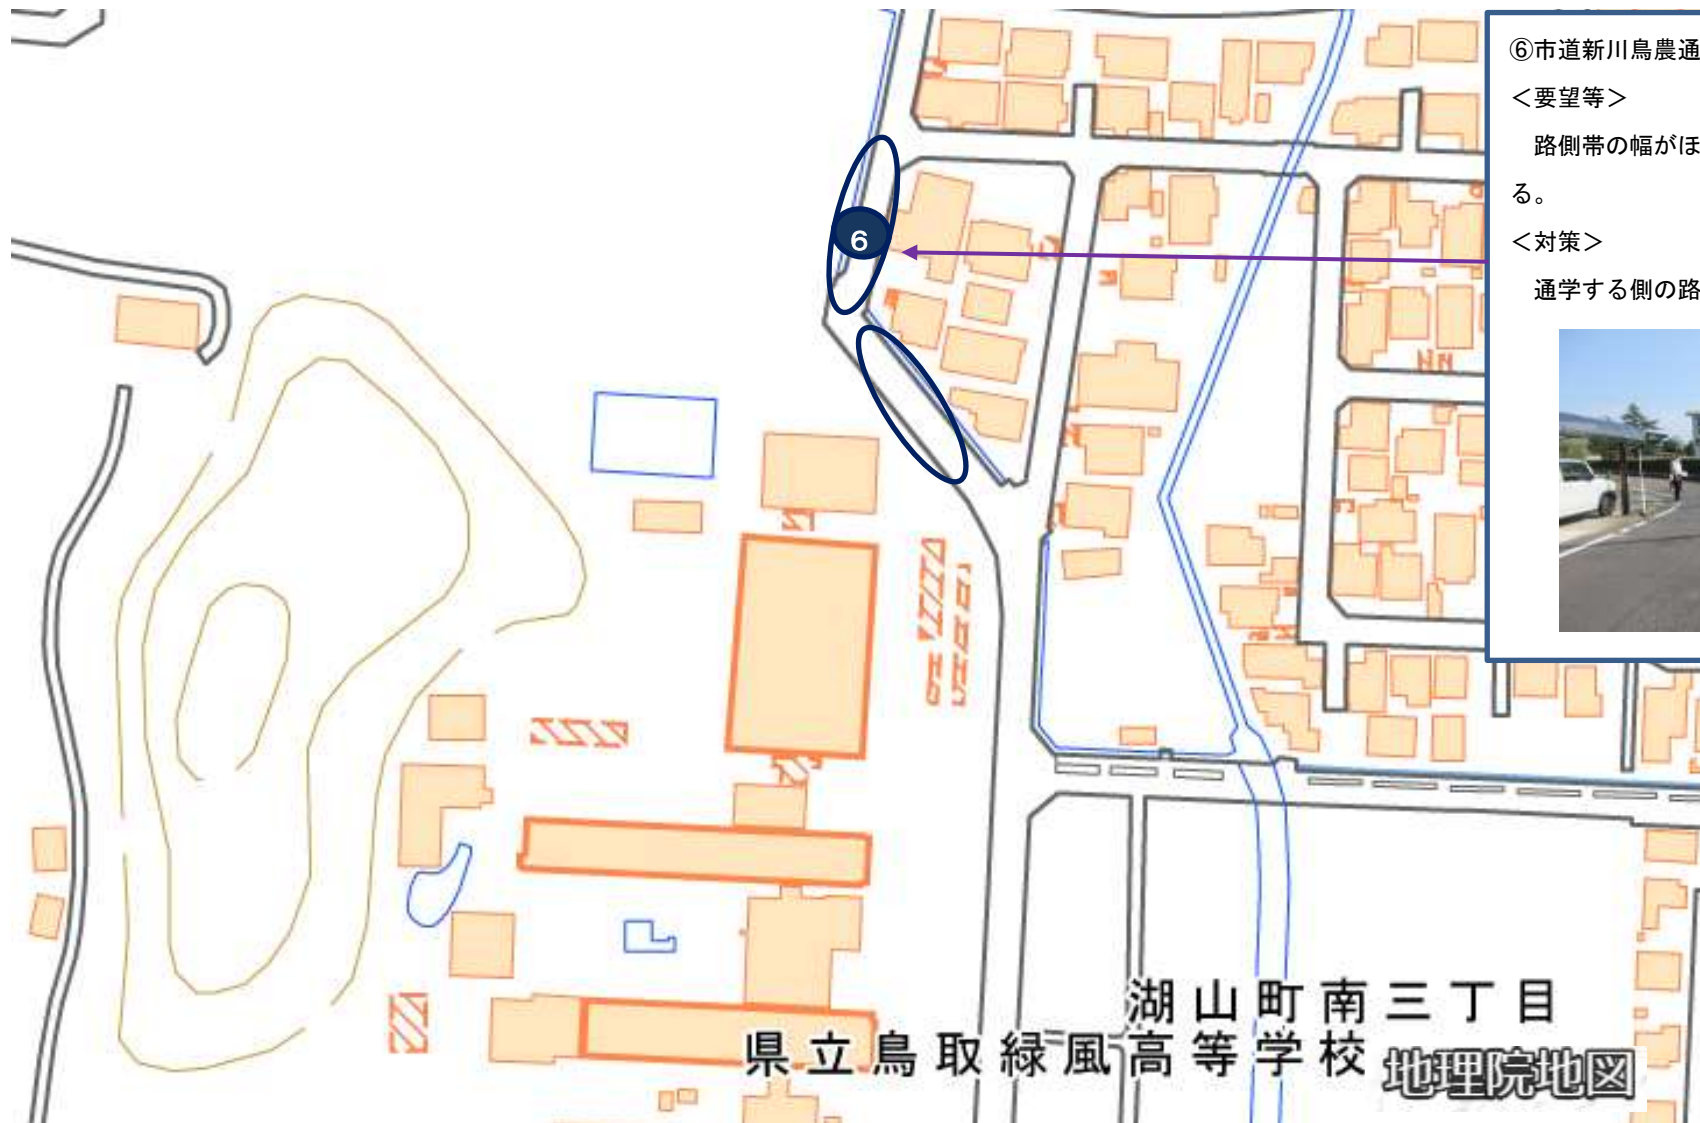 ⑥市道新川鳥農通
＜要望等＞
路側帯の幅がほ
る。
＜対策＞
通学する側の路
6
湖山町南三丁目
県立鳥取緑風高等学校
地理院地図